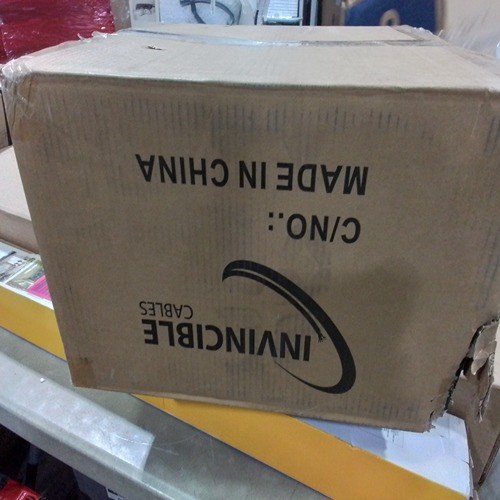 INVINCIBLE
CABLES
C/NO.:
MADE IN CHINA